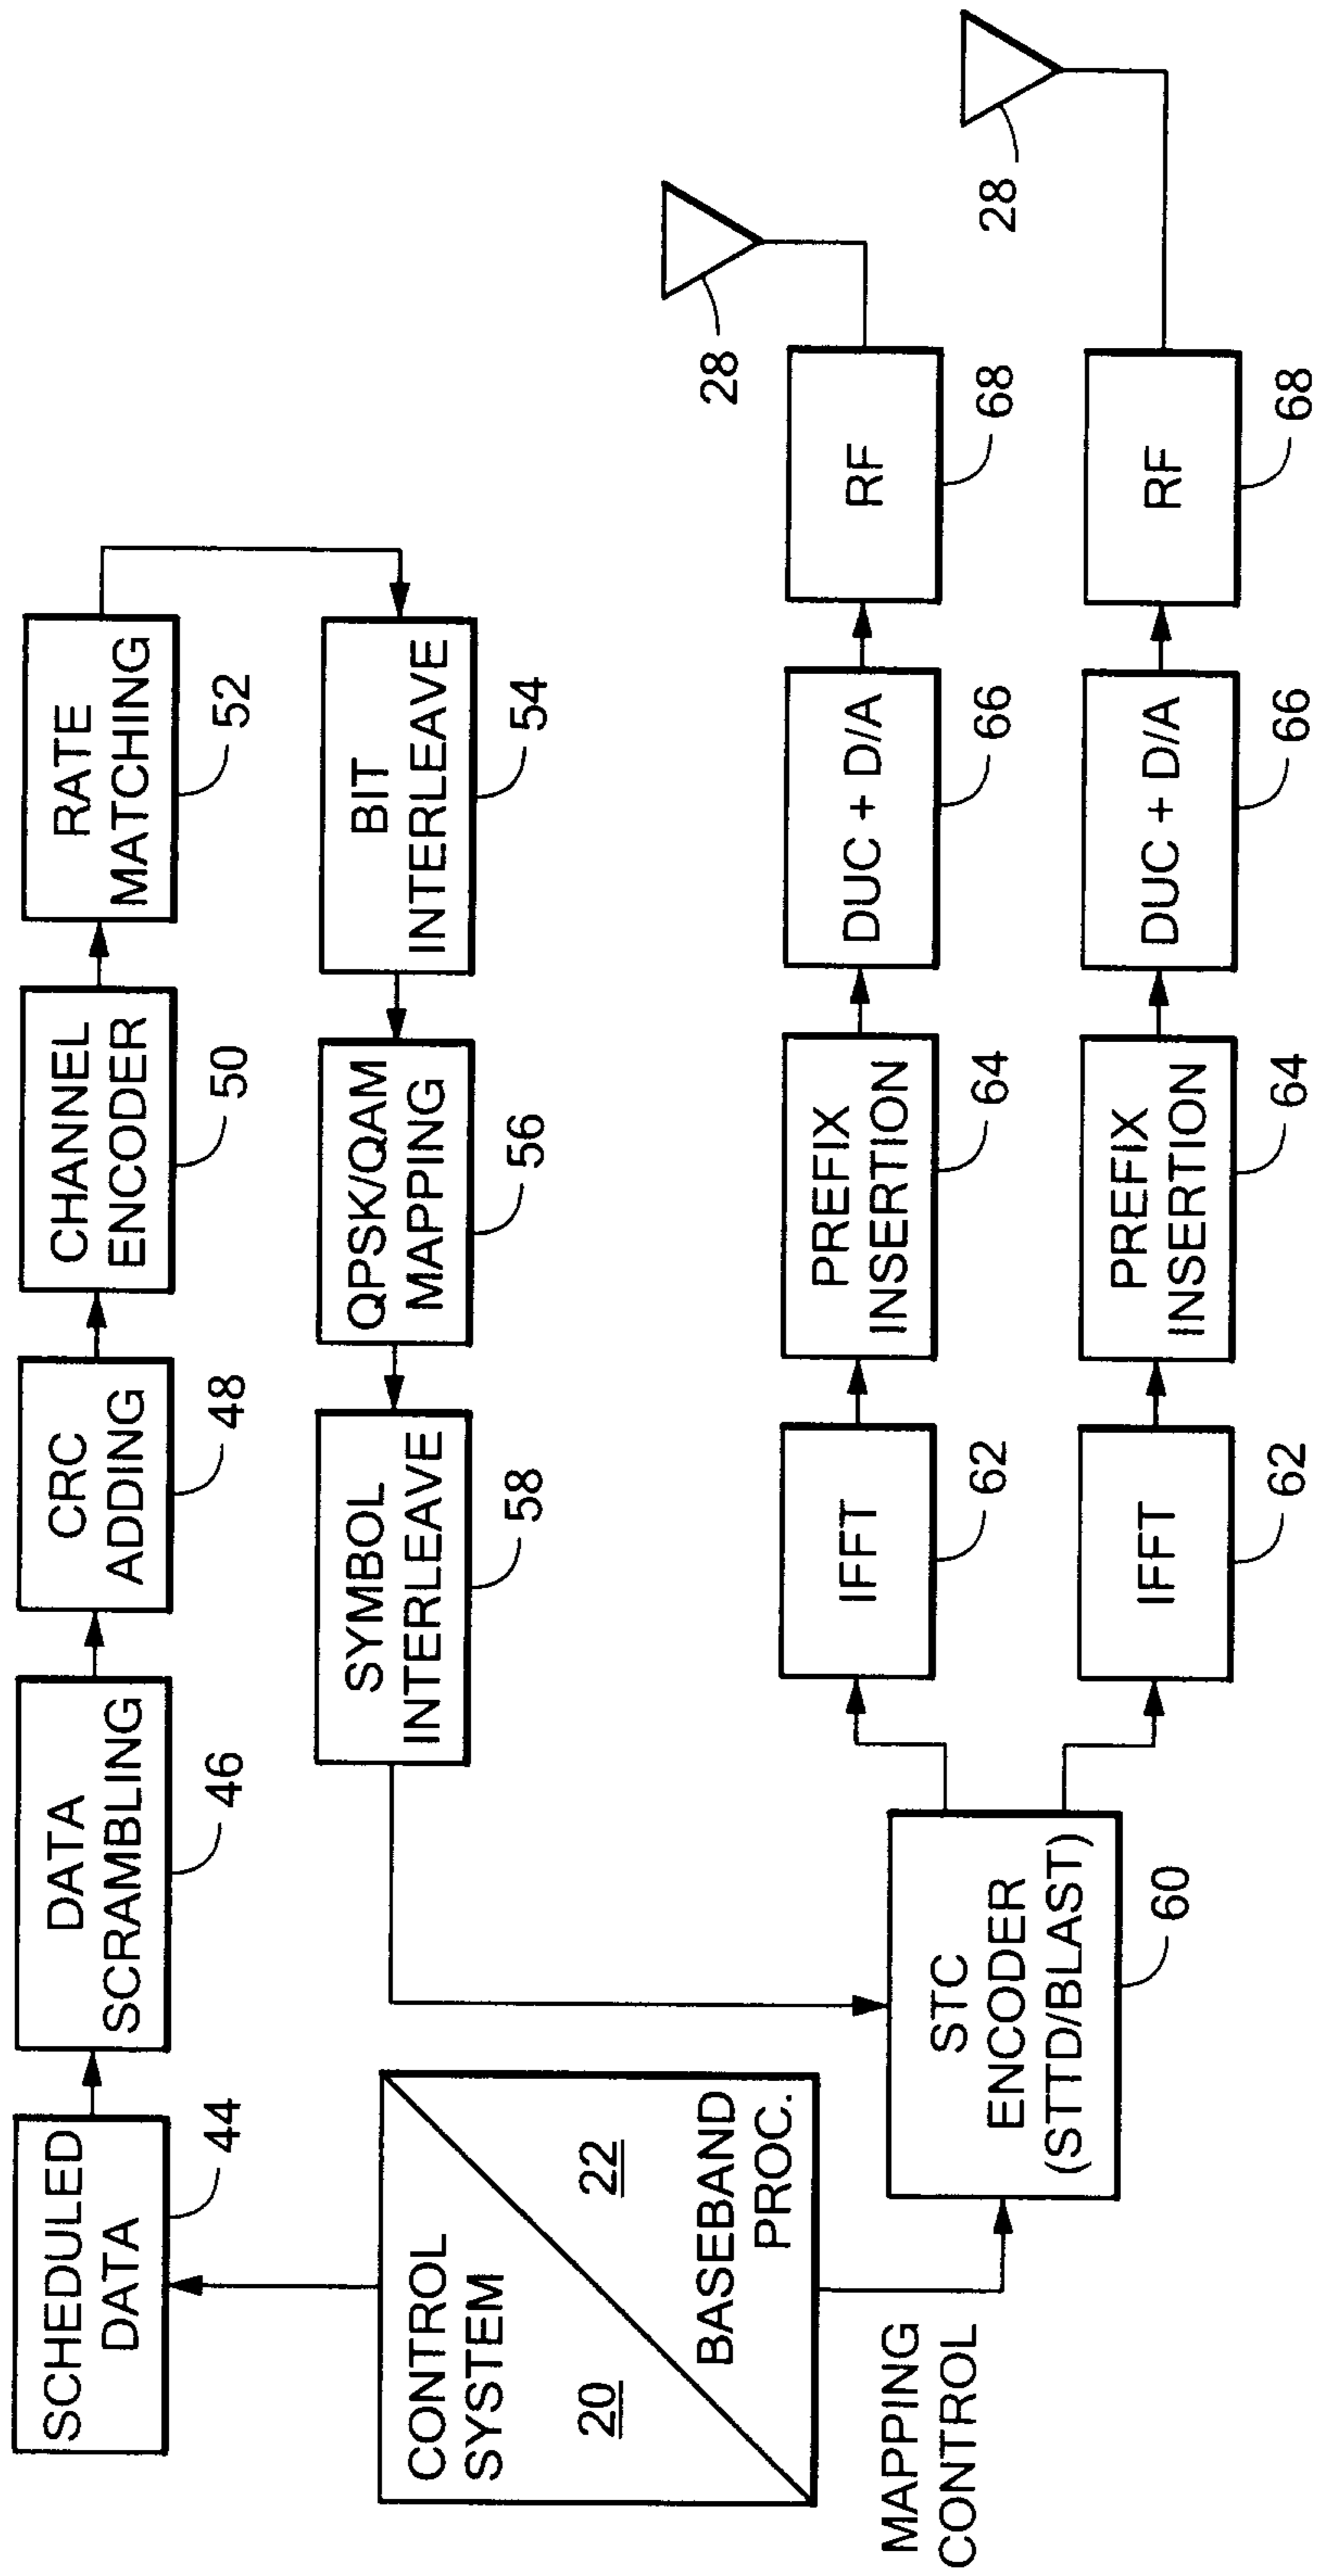 SCHEDULED
DATA
44
DATA
SCRAMBLING
46
CRC
ADDING
48
CHANNEL
ENCODER
50
RATE
MATCHING
52
BIT
INTERLEAVE
54
QPSK/QAM
MAPPING
56
SYMBOL
INTERLEAVE
58
CONTROL
SYSTEM
20
22
BASEBAND
PROC.
MAPPING
CONTROL
STC
ENCODER
(STTD/BLAST)
60
IFFT
62
PREFIX
INSERTION
64
DUC + D/A
66
RF
68
28
IFFT
62
PREFIX
INSERTION
64
DUC + D/A
66
RF
68
28